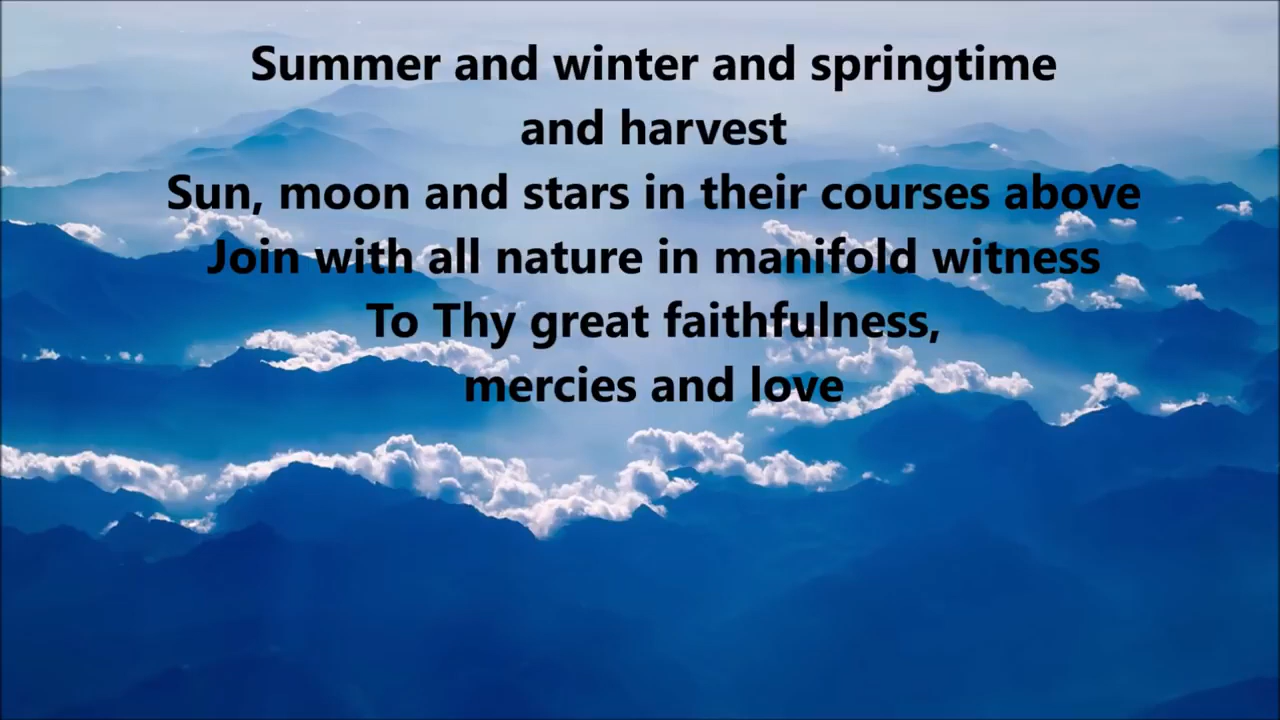 Summer and winter and springtime
and harvest
Sun, moon and stars in their courses above
Join with all nature in manifold witness
To Thy great faithfulness,
mercies and love